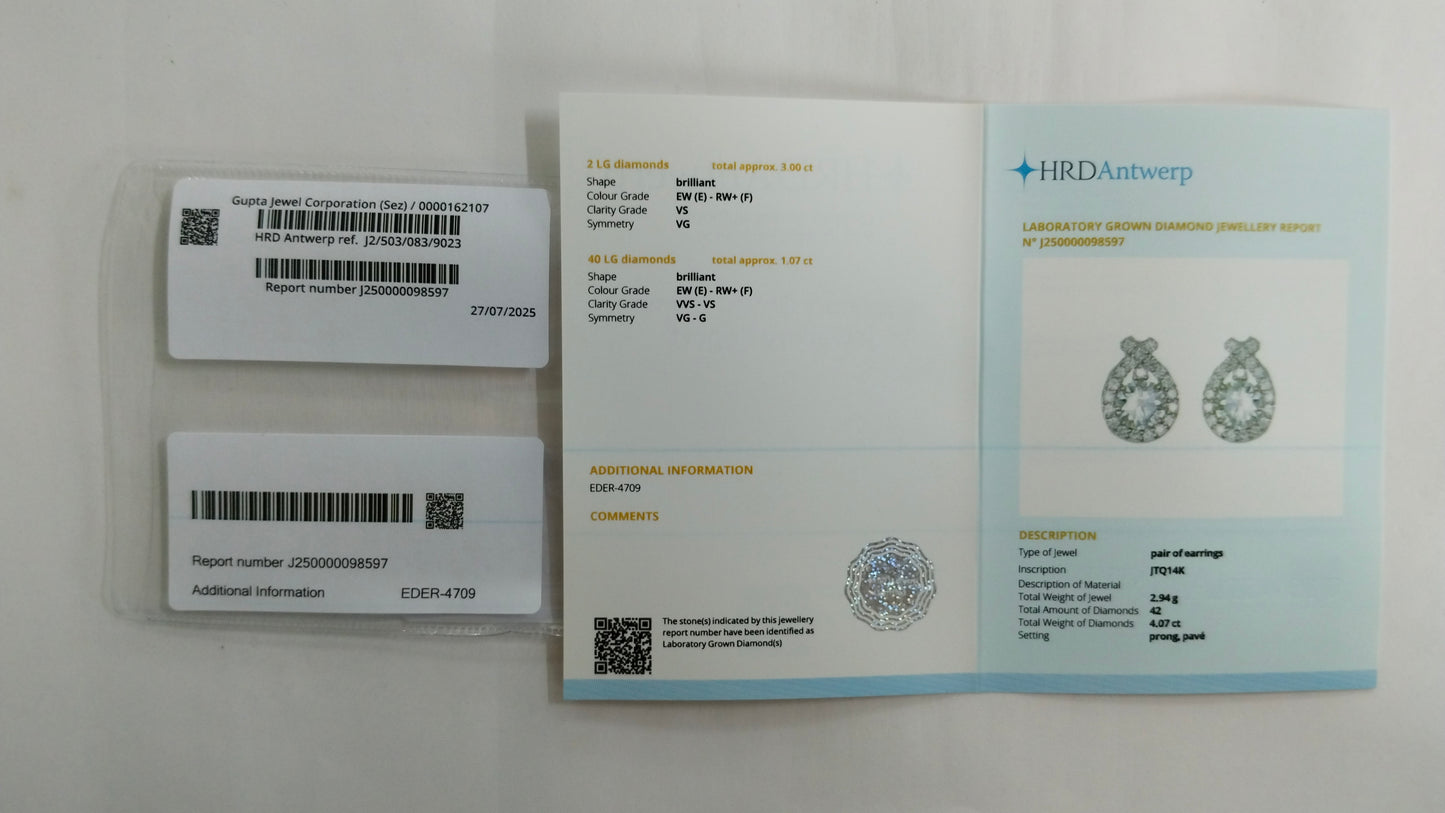 Gupta Jewel Corporation (Sez) / 0000162107
HRD Antwerp ref. J2/503/083/9023
Report number J250000098597
27/07/2025
Report number J250000098597
Additional Information EDER-4709
2 LG diamonds total approx. 3.00 ct
Shape brilliant
Colour Grade EW (E) - RW+ (F)
Clarity Grade VS
Symmetry VG
40 LG diamonds total approx. 1.07 ct
Shape brilliant
Colour Grade EW (E) - RW+ (F)
Clarity Grade VVS - VS
Symmetry VG - G
ADDITIONAL INFORMATION
EDER-4709
COMMENTS
The stone(s) indicated by this jewellery
report number have been identified as
Laboratory Grown Diamond(s)
HRDAntwerp
LABORATORY GROWN DIAMOND JEWELLERY REPORT
N° J250000098597
DESCRIPTION
Type of Jewel pair of earrings
Inscription JTQ14K
Description of Material
Total Weight of Jewel 2.94 g
Total Amount of Diamonds 42
Total Weight of Diamonds 4.07 ct
Setting prong, pavé